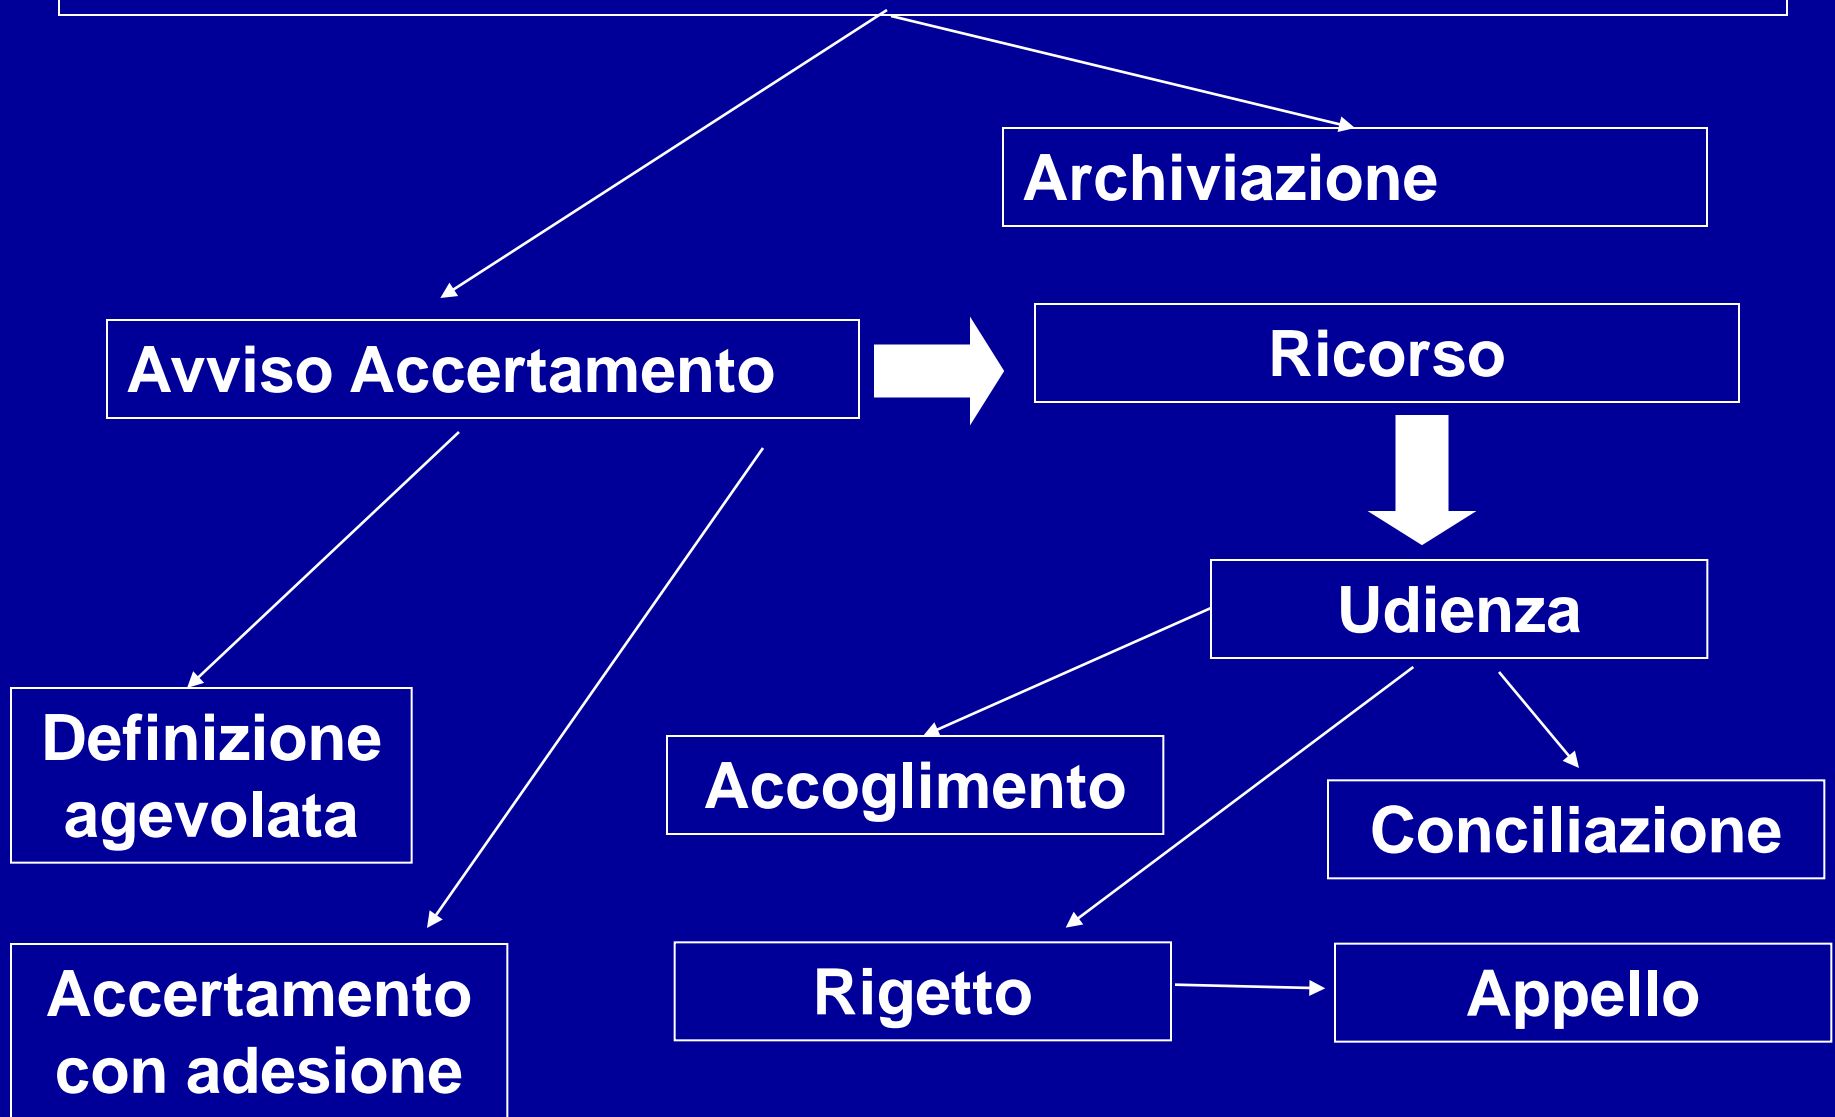 Archiviazione
Avviso Accertamento
Ricorso
Udienza
Definizione
agevolata
Accoglimento
Conciliazione
Accertamento
con adesione
Rigetto
Appello